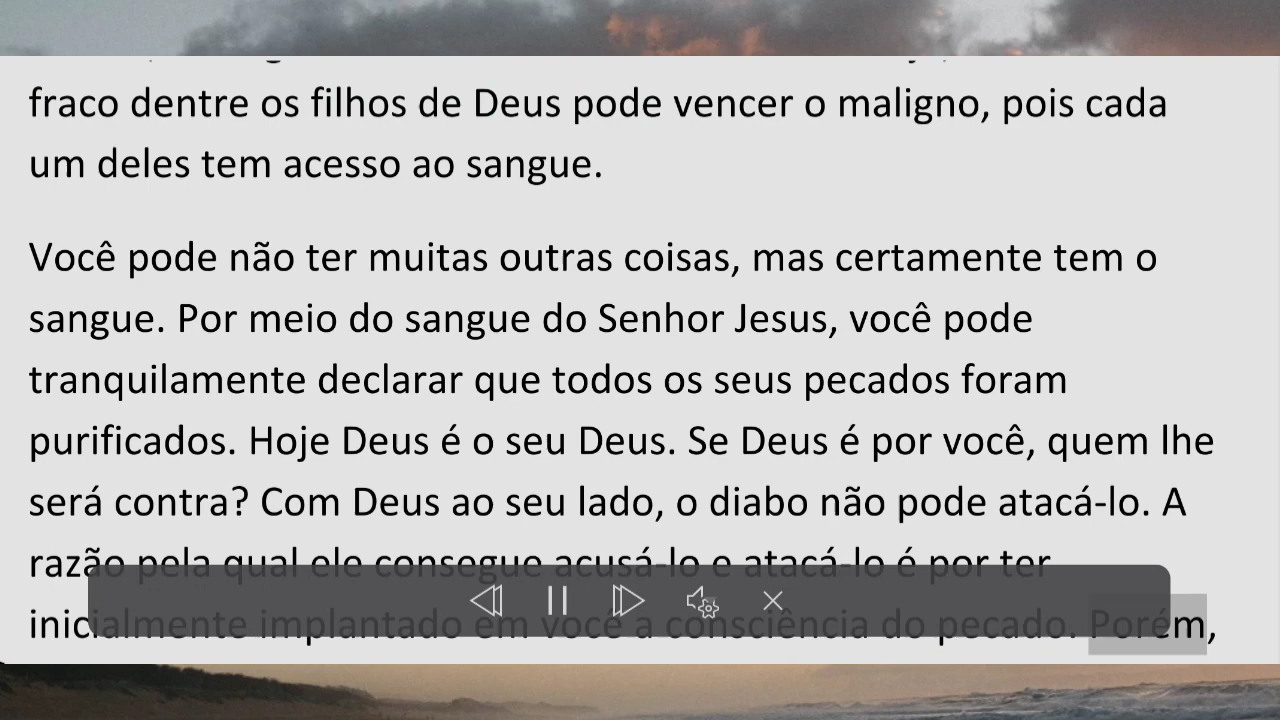 fraco dentre os filhos de Deus pode vencer o maligno, pois cada
um deles tem acesso ao sangue.
Você pode não ter muitas outras coisas, mas certamente tem o
sangue. Por meio do sangue do Senhor Jesus, você pode
tranquilamente declarar que todos os seus pecados foram
purificados. Hoje Deus é o seu Deus. Se Deus é por você, quem lhe
será contra? Com Deus ao seu lado, o diabo não pode atacá-lo. A
razão pela qual ele consegue acusá-lo e atacá-lo é por ter
inicialmente implantado em você a consciência do pecado. Porém,